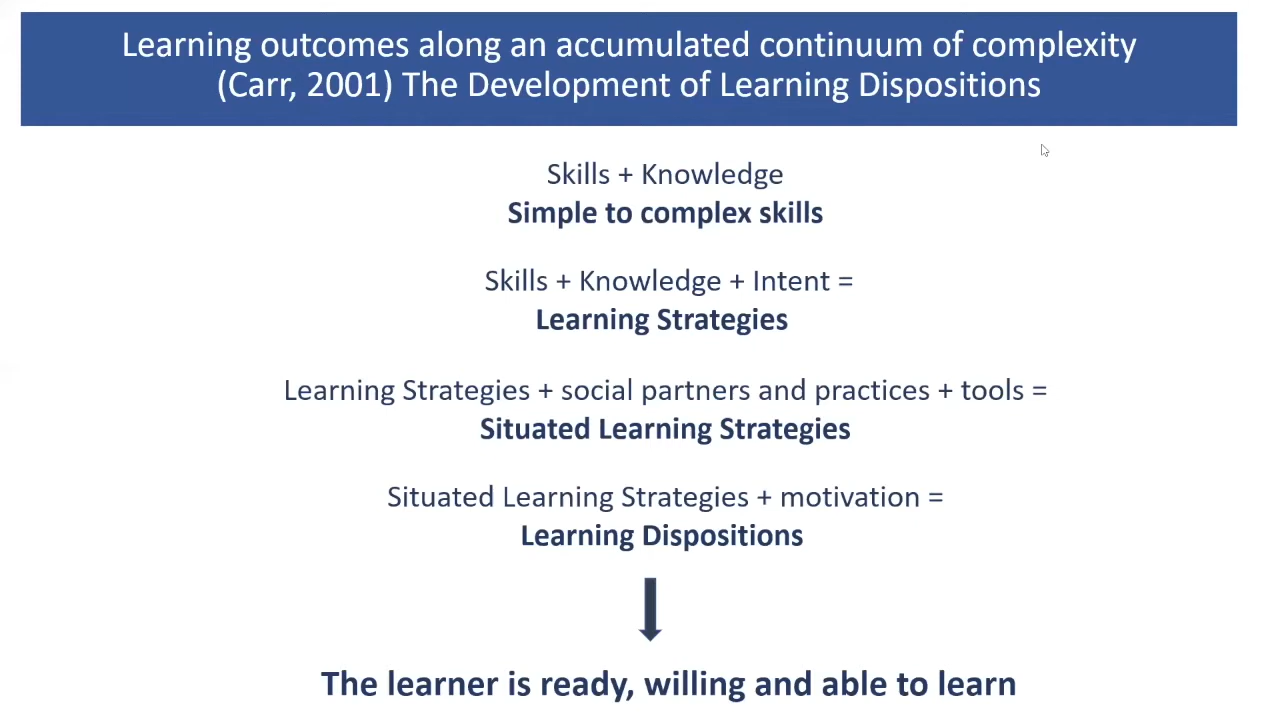 Learning outcomes along an accumulated continuum of complexity
(Carr, 2001) The Development of Learning Dispositions
Skills + Knowledge
Simple to complex skills
Skills + Knowledge + Intent =
Learning Strategies
Learning Strategies + social partners and practices + tools =
Situated Learning Strategies
Situated Learning Strategies + motivation =
Learning Dispositions
The learner is ready, willing and able to learn